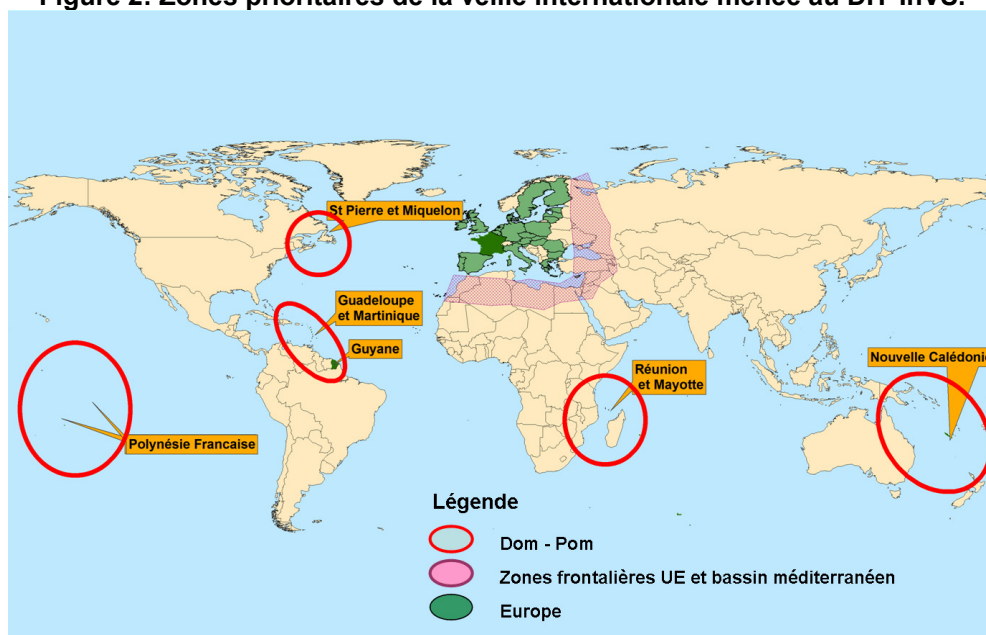 Figure 2: Zones prioritaires de la veille internationale menée au DIT InVS.
St Pierre et Miquelon
Guadeloupe
et Martinique
Guyane
Réunion
et Mayotte
Nouvelle Calédonie
Polynésie Francaise
Légende
Dom - Pom
Zones frontalières UE et bassin méditerranéen
Europe